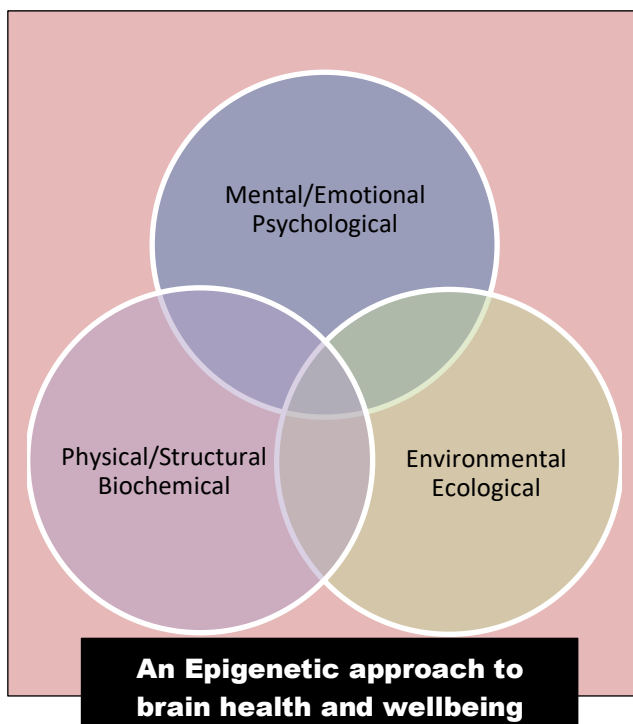 Mental/Emotional
Psychological
Physical/Structural
Biochemical
Environmental
Ecological
An Epigenetic approach to
brain health and wellbeing